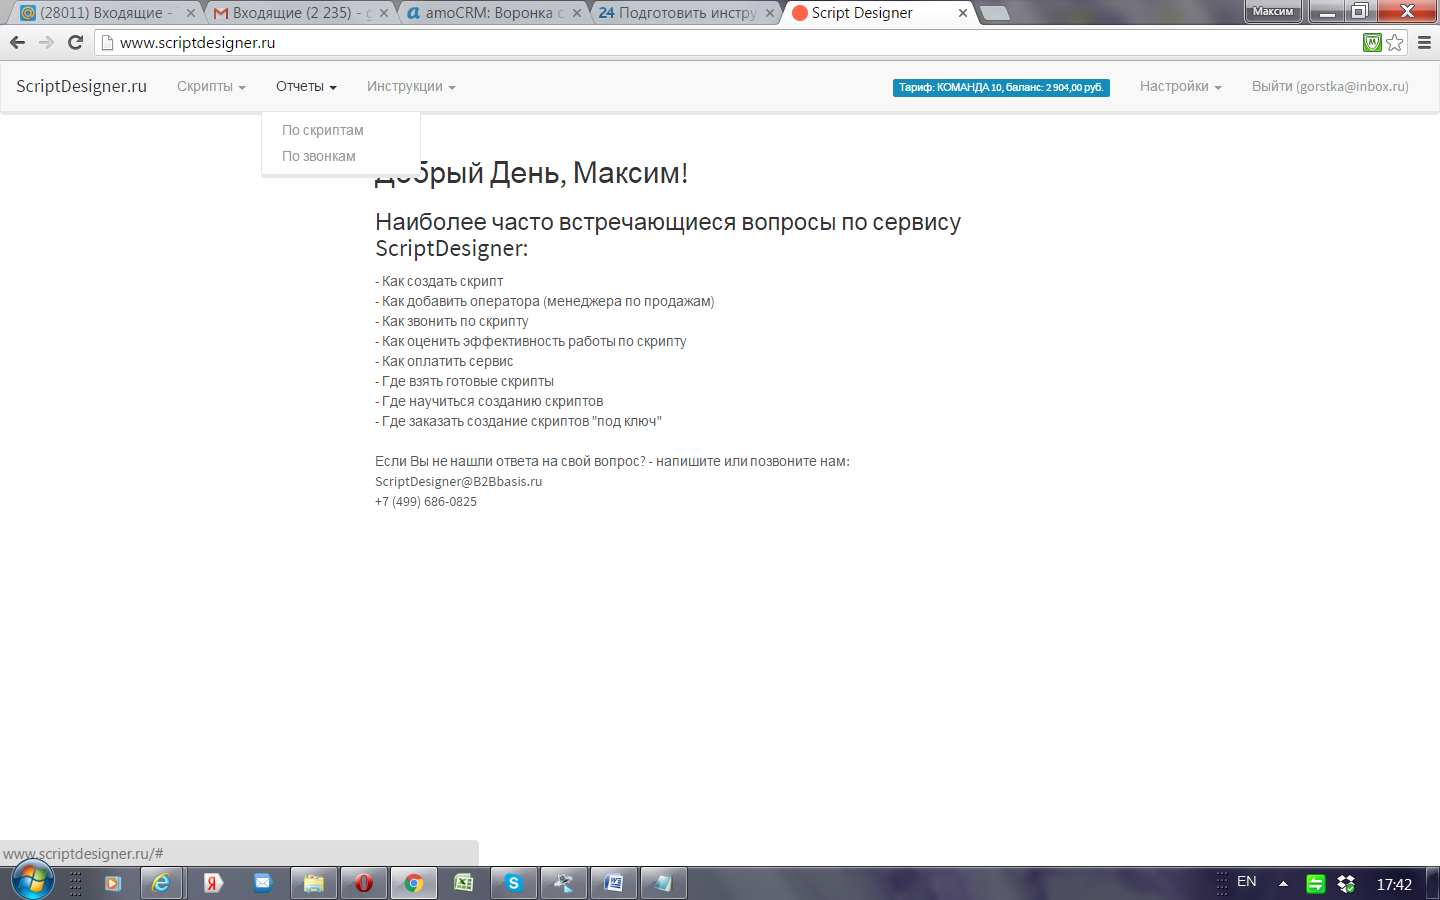 (28011) Входящие -
Входящие (2 235) - g
amoCRM: Воронка с
24 Подготовить инстру
Script Designer
Максим
www.scriptdesigner.ru
ScriptDesigner.ru
Скрипты
Отчеты
Инструкции
Тариф: КОМАНДА 10, баланс: 2 904,00 руб.
Настройки
Выйти (gorstka@inbox.ru)
По скриптам
По звонкам
Добрый День, Максим!
Наиболее часто встречающиеся вопросы по сервису
ScriptDesigner:
- Как создать скрипт
- Как добавить оператора (менеджера по продажам)
- Как звонить по скрипту
- Как оценить эффективность работы по скрипту
- Как оплатить сервис
- Где взять готовые скрипты
- Где научиться созданию скриптов
- Где заказать создание скриптов "под ключ"
Если Вы не нашли ответа на свой вопрос? - напишите или позвоните нам:
ScriptDesigner@B2Bbasis.ru
+7 (499) 686-0825
www.scriptdesigner.ru/#
EN
17:42